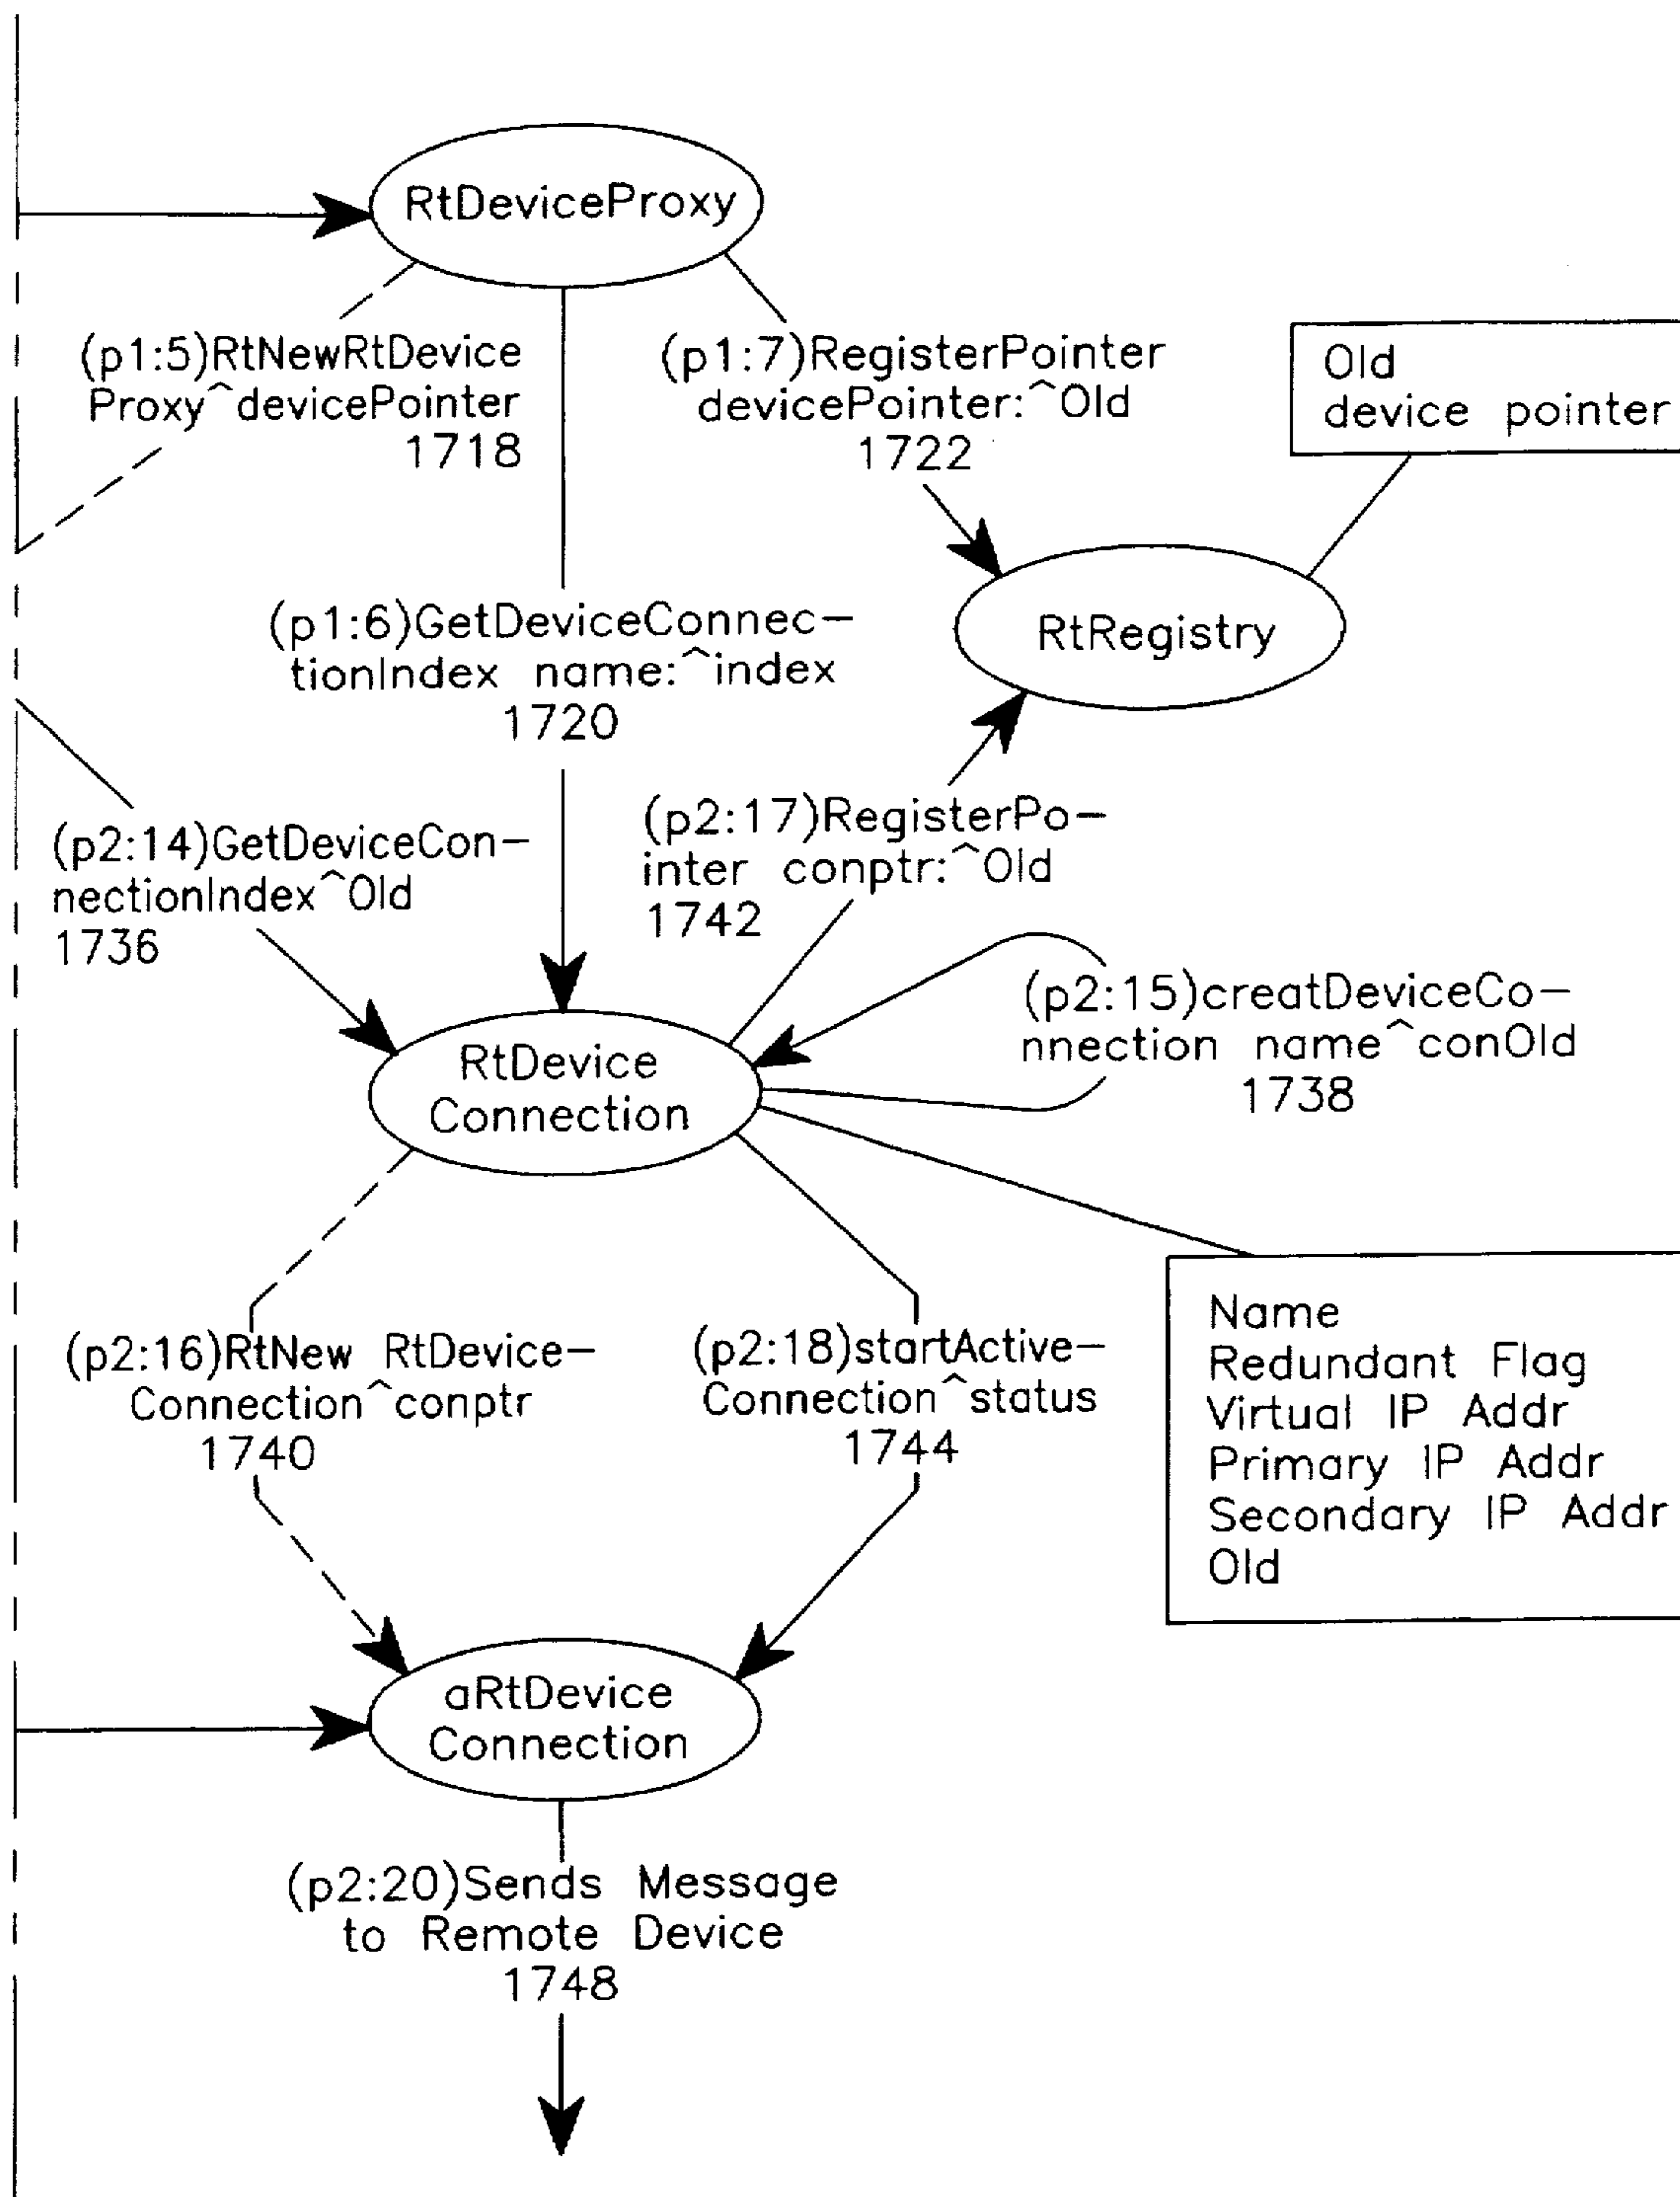 RtDeviceProxy
(p1:5)RtNewRtDevice
Proxy^devicePointer
1718
(p1:7)RegisterPointer
devicePointer:^Old
1722
Old
device pointer
(p1:6)GetDeviceConnec-
tionIndex name:^index
1720
RtRegistry
(p2:14)GetDeviceCon-
nectionIndex^Old
1736
(p2:17)RegisterPo-
inter conptr:^Old
1742
(p2:15)creatDeviceCo-
nnection name^conOld
1738
RtDevice
Connection
(p2:16)RtNew RtDevice-
Connection^conptr
1740
(p2:18)startActive-
Connection^status
1744
Name
Redundant Flag
Virtual IP Addr
Primary IP Addr
Secondary IP Addr
Old
aRtDevice
Connection
(p2:20)Sends Message
to Remote Device
1748